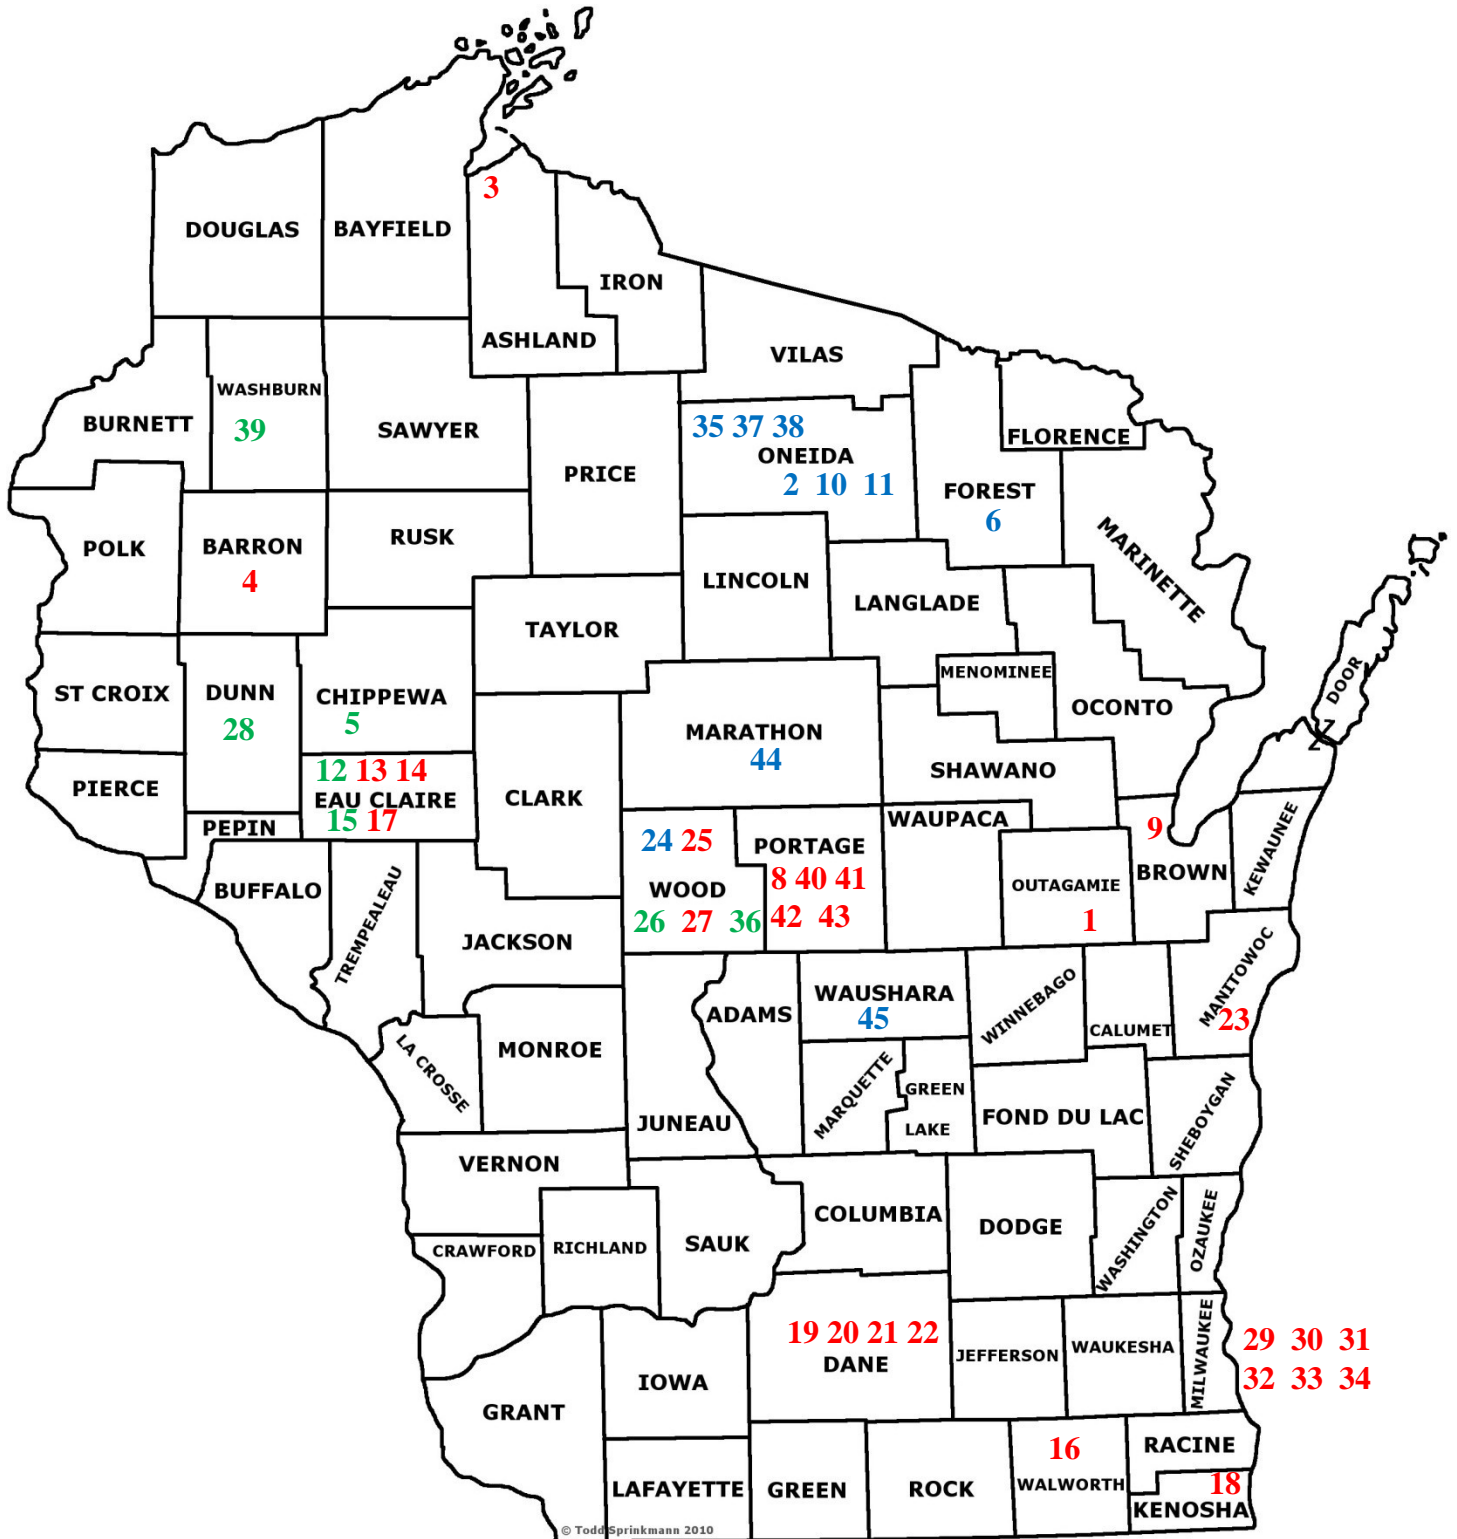 3
DOUGLAS
BAYFIELD
IRON
ASHLAND
VILAS
WASHBURN
BURNETT
39
SAWYER
35 37 38
ONEIDA
2 10 11
FLORENCE
PRICE
FOREST
6
POLK
BARRON
4
RUSK
MARINETTE
LINCOLN
LANGLADE
TAYLOR
MENOMINEE
DOOR
ST CROIX
DUNN
28
CHIPPEWA
5
OCONTO
MARATHON
44
7
SHAWANO
12 13 14
EAU CLAIRE
15 17
PIERCE
CLARK
PEPIN
WAUPACA
9
BROWN
KEWAUNEE
24 25
WOOD
26 27 36
PORTAGE
8 40 41
42 43
OUTAGAMIE
1
BUFFALO
TREMPEALEAU
JACKSON
MANITOWOC
23
ADAMS
WAUSHARA
45
WINNEBAGO
CALUMET
LA CROSSE
MONROE
MARQUETTE
GREEN
LAKE
JUNEAU
FOND DU LAC
SHEBOYGAN
VERNON
COLUMBIA
DODGE
WASHINGTON
OZAUKEE
CRAWFORD
RICHLAND
SAUK
19 20 21 22
DANE
JEFFERSON
WAUKESHA
MILWAUKEE
29 30 31
32 33 34
IOWA
GRANT
16
WALWORTH
RACINE
18
KENOSHA
LAFAYETTE
GREEN
ROCK
© Todd Sprinkmann 2010